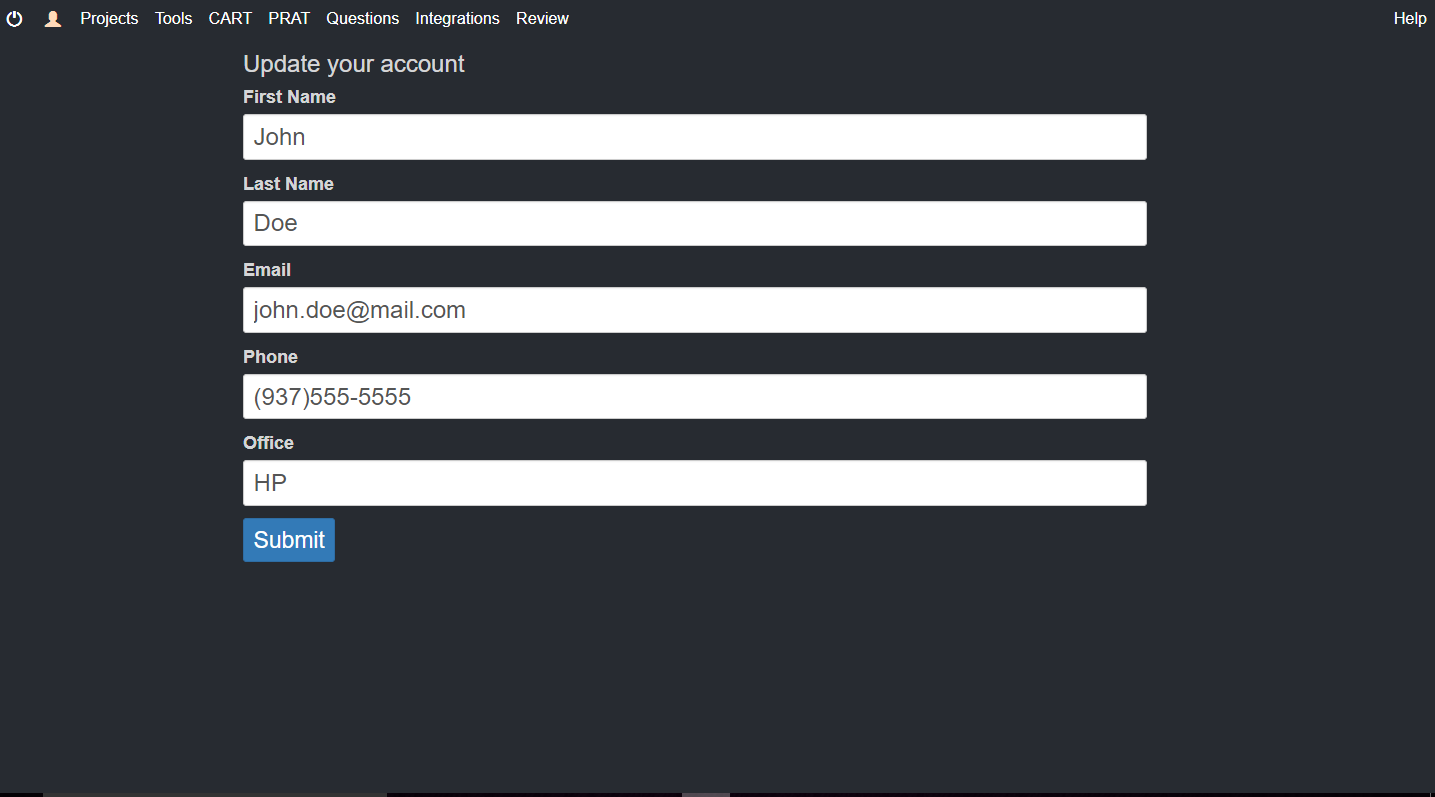 Projects Tools CART PRAT Questions Integrations Review Help
Update your account
First Name
John
Last Name
Doe
Email
john.doe@mail.com
Phone
(937)555-5555
Office
HP
Submit